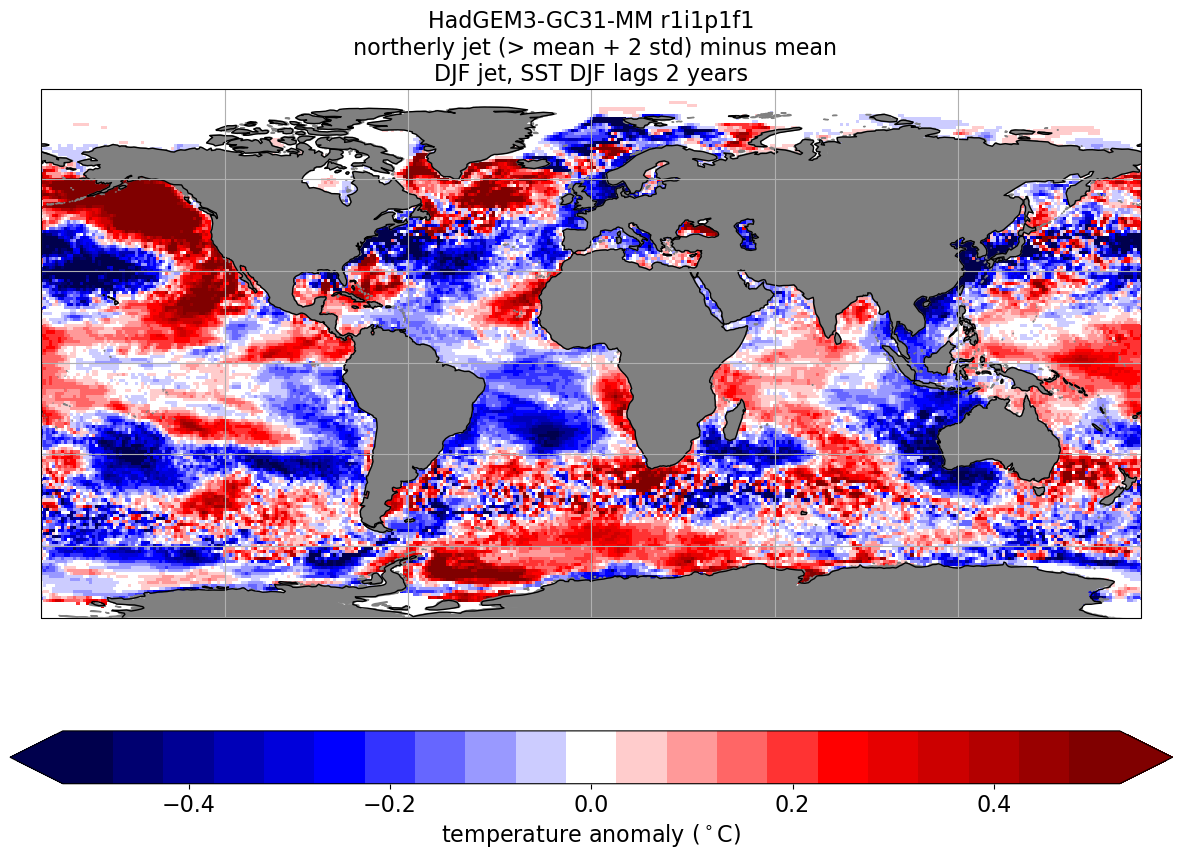 HadGEM3-GC31-MM r1i1p1f1
northerly jet (> mean + 2 std) minus mean
DJF jet, SST DJF lags 2 years
−0.4 −0.2 0.0 0.2 0.4
temperature anomaly (°C)